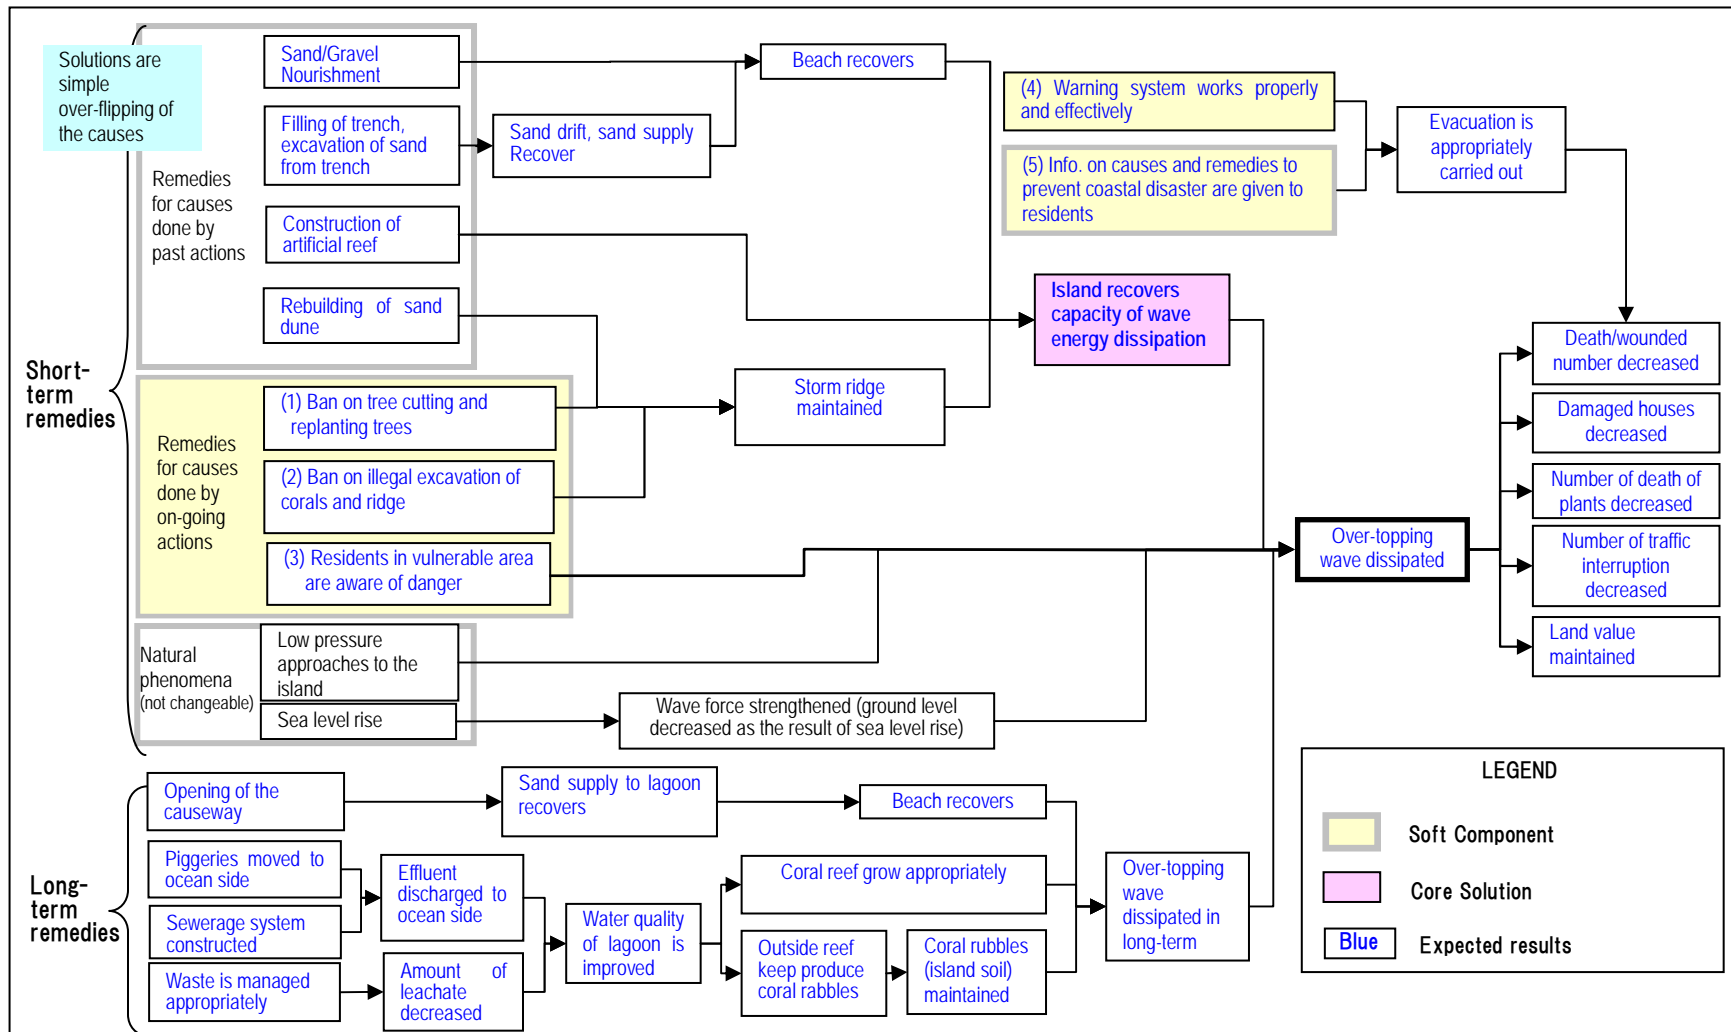 Solutions are
simple
over-flipping of
the causes
Short-
term
remedies
Remedies
for causes
done by
past actions
Sand/Gravel
Nourishment
Filling of trench,
excavation of sand
from trench
Construction of
artificial reef
Rebuilding of sand
dune
Sand drift, sand supply
Recover
Beach recovers
(4) Warning system works properly
and effectively
(5) Info. on causes and remedies to
prevent coastal disaster are given to
residents
Evacuation is
appropriately
carried out
Island recovers
capacity of wave
energy dissipation
Remedies
for causes
done by
on-going
actions
(1) Ban on tree cutting and
replanting trees
(2) Ban on illegal excavation of
corals and ridge
(3) Residents in vulnerable area
are aware of danger
Storm ridge
maintained
Natural
phenomena
(not changeable)
Low pressure
approaches to the
island
Sea level rise
Wave force strengthened (ground level
decreased as the result of sea level rise)
Over-topping
wave dissipated
Death/wounded
number decreased
Damaged houses
decreased
Number of death of
plants decreased
Number of traffic
interruption
decreased
Land value
maintained
Long-
term
remedies
Opening of the
causeway
Sand supply to lagoon
recovers
Beach recovers
Piggeries moved to
ocean side
Sewerage system
constructed
Waste is managed
appropriately
Effluent
discharged to
ocean side
Amount of
leachate
decreased
Water quality
of lagoon is
improved
Coral reef grow appropriately
Outside reef
keep produce
coral rabbles
Coral rubbles
(island soil)
maintained
Over-topping
wave
dissipated in
long-term
LEGEND
Soft Component
Core Solution
Blue Expected results